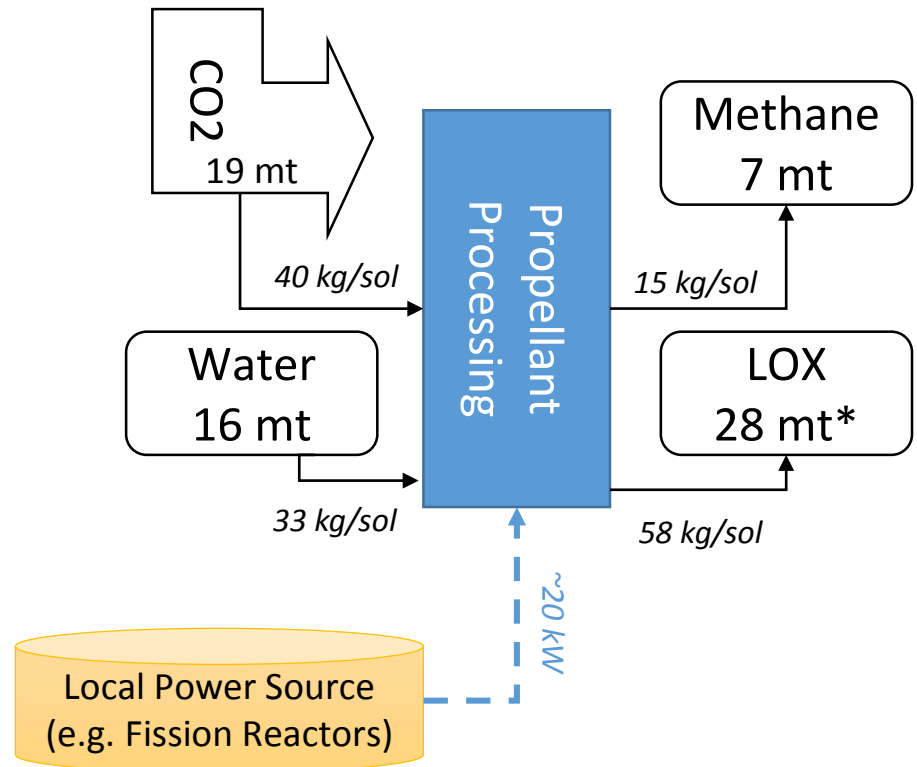 CO2
19 mt
40 kg/sol
Water
16 mt
33 kg/sol
Propellant
Processing
Methane
7 mt
15 kg/sol
LOX
28 mt*
58 kg/sol
~20 kW
Local Power Source
(e.g. Fission Reactors)